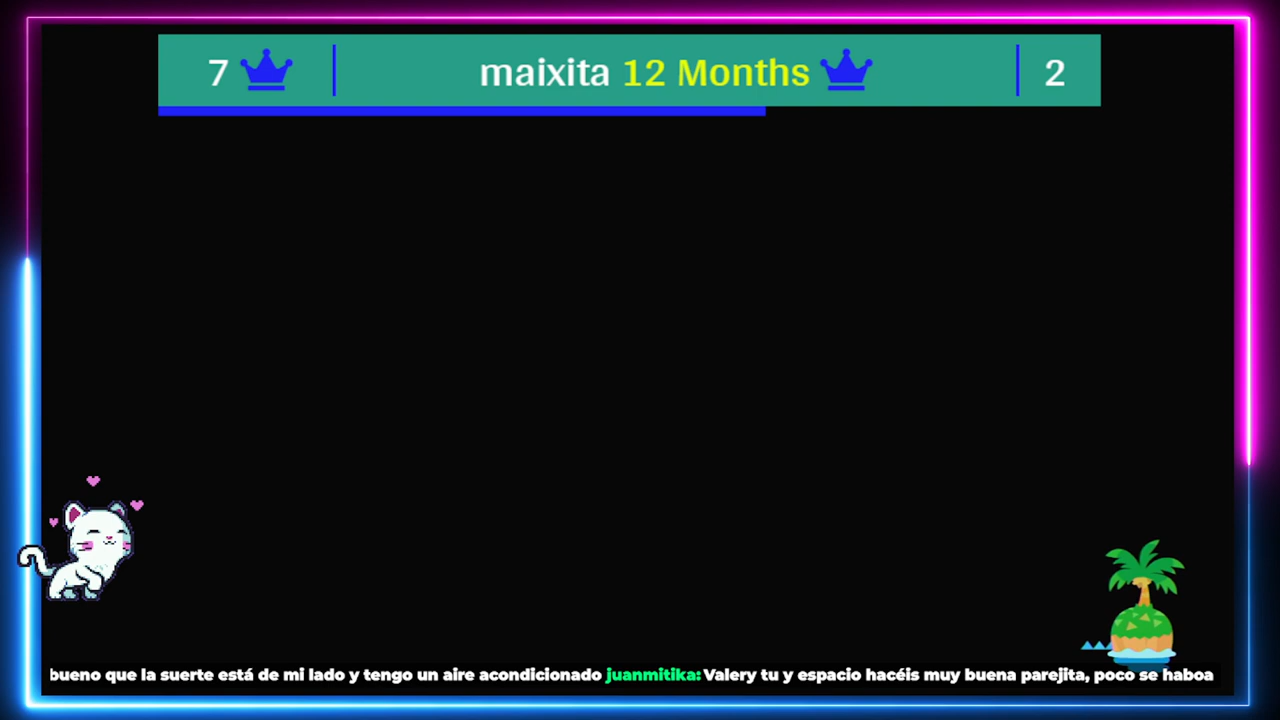 7 maixita 12 Months 2
bueno que la suerte está de mi lado y tengo un aire acondicionado juanmitika: Valery tu y espacio hacéis muy buena parejita, poco se haboa